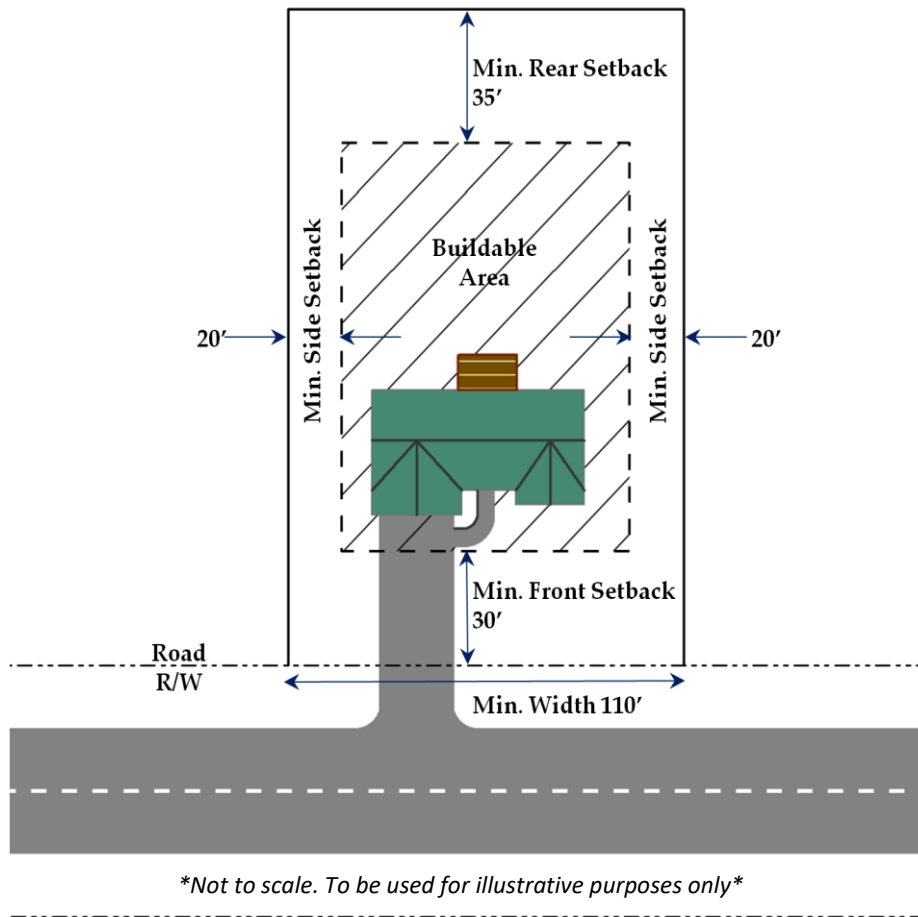 Min. Rear Setback
35’
Buildable
Area
Min. Side Setback
Min. Side Setback
20’
20’
Min. Front Setback
30’
Road
R/W
Min. Width 110’
*Not to scale. To be used for illustrative purposes only*